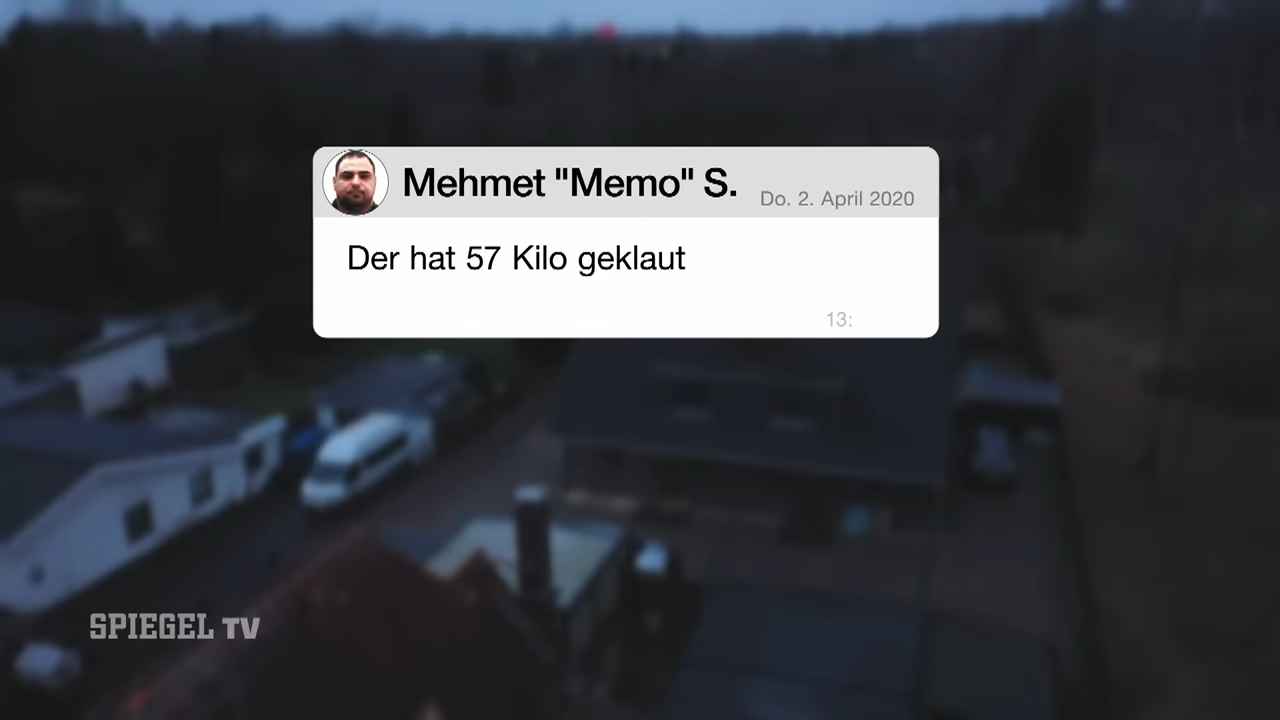 Mehmet "Memo" S.
Do. 2. April 2020
Der hat 57 Kilo geklaut
13:
SPIEGEL TV